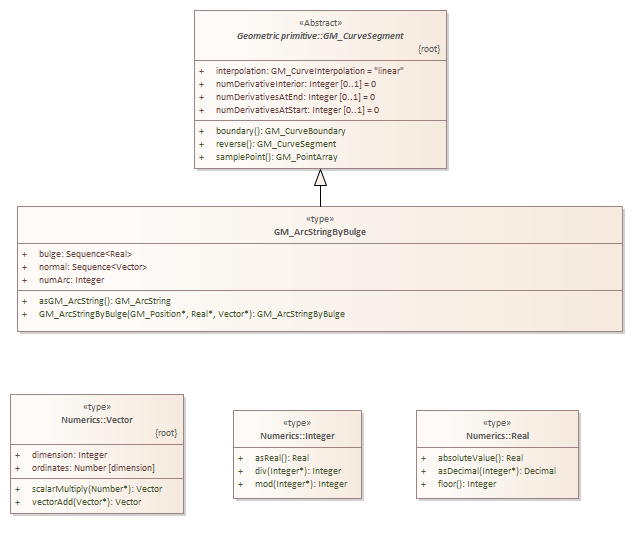 «Abstract»
Geometric primitive::GM_CurveSegment
{root}
+ interpolation: GM_CurveInterpolation = "linear"
+ numDerivativeInterior: Integer [0..1] = 0
+ numDerivativesAtEnd: Integer [0..1] = 0
+ numDerivativesAtStart: Integer [0..1] = 0
+ boundary(): GM_CurveBoundary
+ reverse(): GM_CurveSegment
+ samplePoint(): GM_PointArray
«type»
GM_ArcStringByBulge
+ bulge: Sequence<Real>
+ normal: Sequence<Vector>
+ numArc: Integer
+ asGM_ArcString(): GM_ArcString
+ GM_ArcStringByBulge(GM_Position*, Real*, Vector*): GM_ArcStringByBulge
«type»
Numerics::Vector
{root}
+ dimension: Integer
+ ordinates: Number [dimension]
+ scalarMultiply(Number*): Vector
+ vectorAdd(Vector*): Vector
«type»
Numerics::Integer
+ asReal(): Real
+ div(Integer*): Integer
+ mod(Integer*): Integer
«type»
Numerics::Real
+ absoluteValue(): Real
+ asDecimal(Integer*): Decimal
+ floor(): Integer